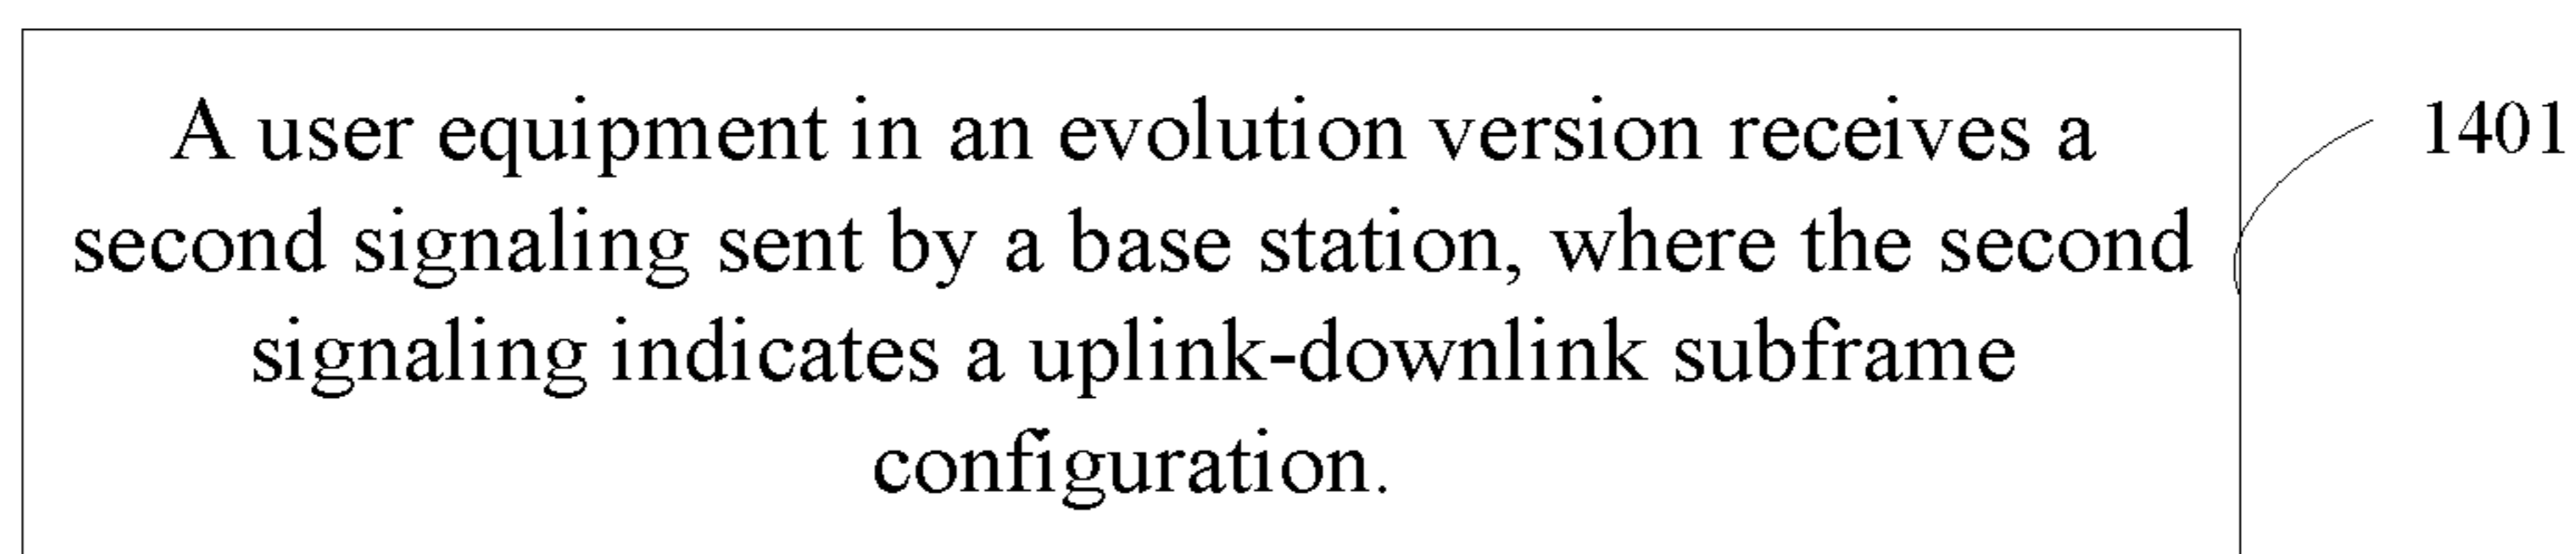 A user equipment in an evolution version receives a
1401
second signaling sent by a base station, where the second
signaling indicates a uplink-downlink subframe
configuration.